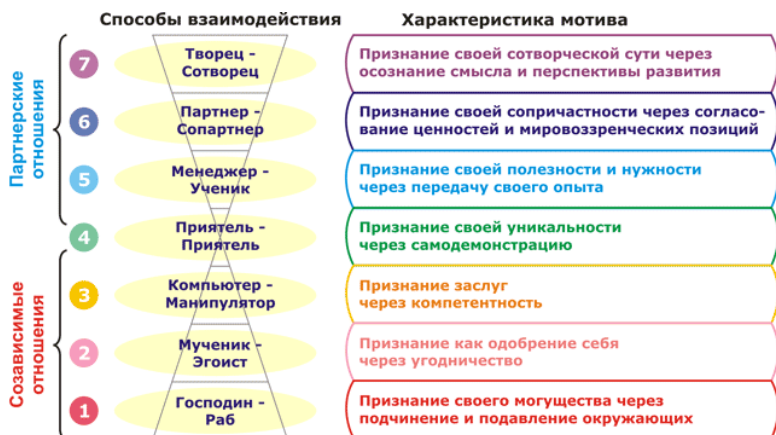 Способы взаимодействия
Характеристика мотива
Партнерские
отношения
7
Творец -
Сотворец
Признание своей сотворческой сути через
осознание смысла и перспективы развития
6
Партнер -
Сопартнер
Признание своей сопричастности через согласо-
вание ценностей и мировоззренческих позиций
5
Менеджер -
Ученик
Признание своей полезности и нужности
через передачу своего опыта
4
Приятель -
Приятель
Признание своей уникальности
через самодемонстрацию
Созависимые
отношения
3
Компьютер -
Манипулятор
Признание заслуг
через компетентность
2
Мученик -
Эгоист
Признание как одобрение себя
через угодничество
1
Господин -
Раб
Признание своего могущества через
подчинение и подавление окружающих